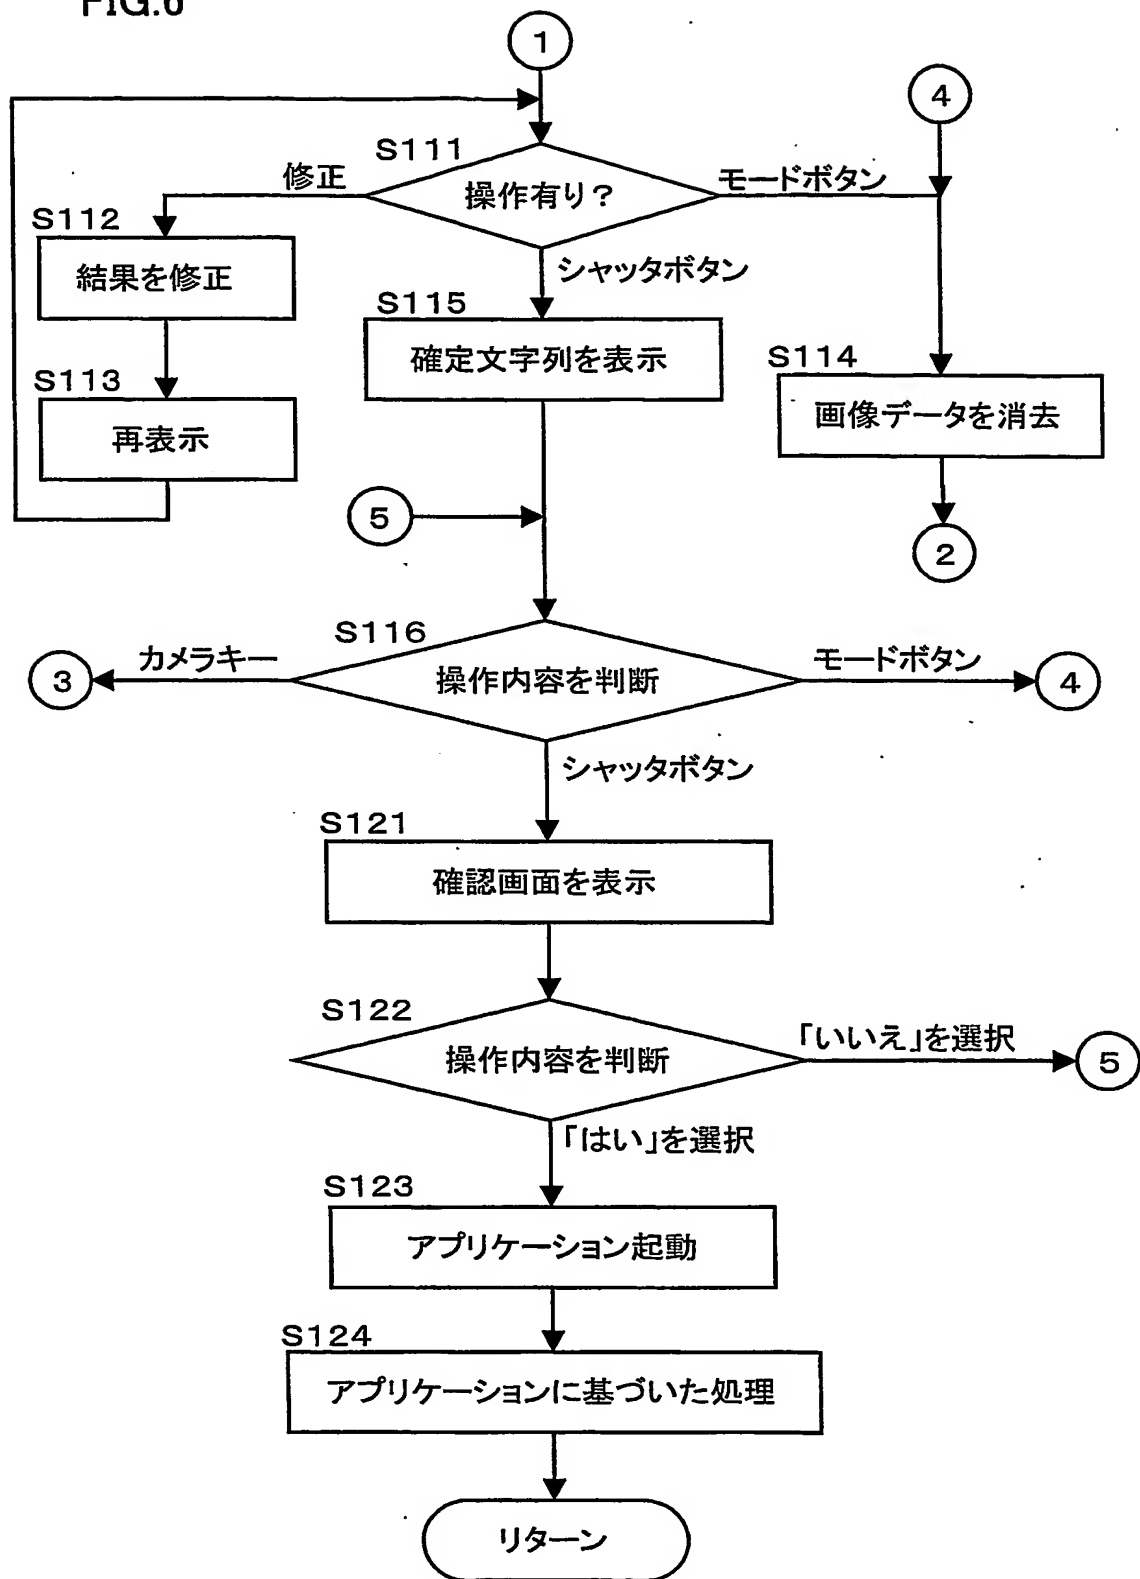 FIG.6
1
4
S111
操作有り?
修正
モードボタン
S112
結果を修正
シャッタボタン
S115
確定文字列を表示
S114
画像データを消去
S113
再表示
5
2
S116
操作内容を判断
カメラキー
3
モードボタン
4
シャッタボタン
S121
確認画面を表示
S122
操作内容を判断
「いいえ」を選択
5
「はい」を選択
S123
アプリケーション起動
S124
アプリケーションに基づいた処理
リターン